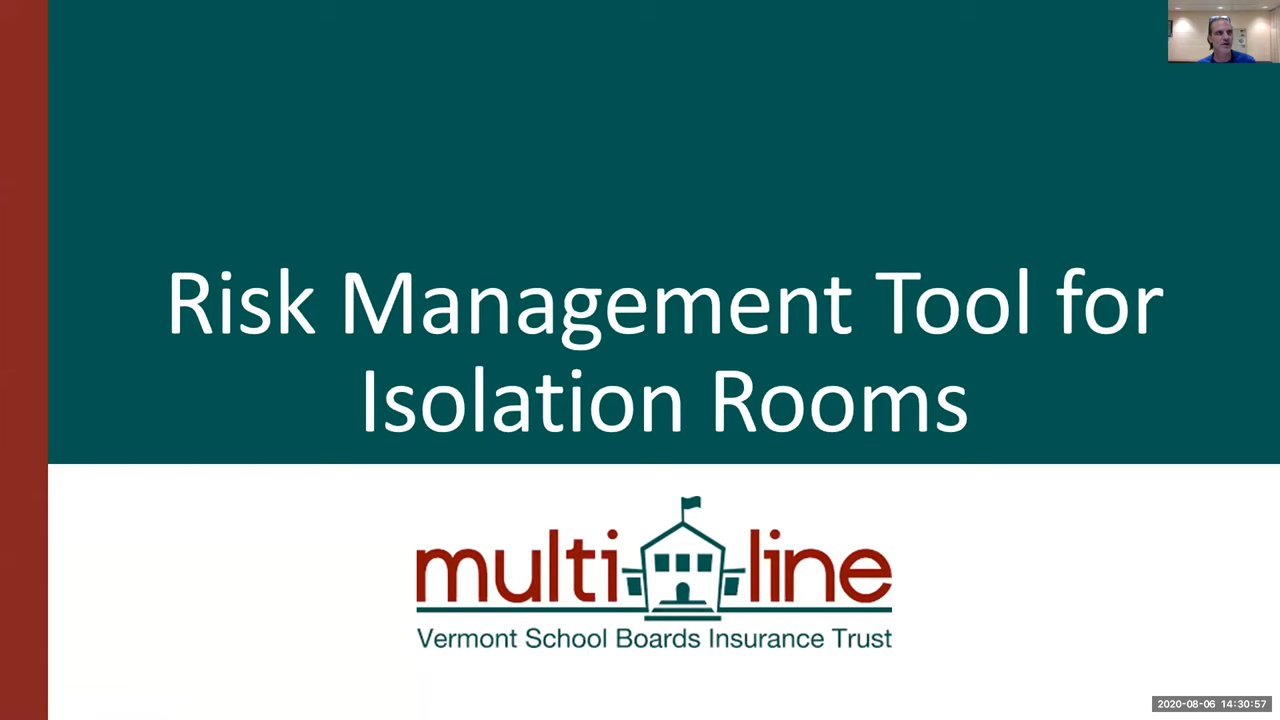 Risk Management Tool for
Isolation Rooms
multi line
Vermont School Boards Insurance Trust
2020-08-06 14:30:57